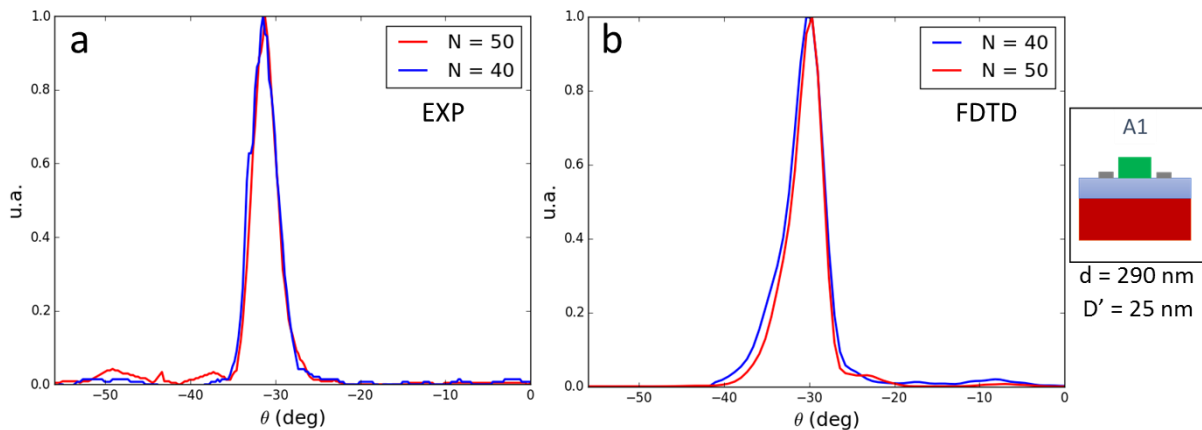 a
1.0
0.8
0.6
0.4
0.2
0.0
u.a.
−50
−40
−30
−20
−10
0
θ (deg)
N = 50
N = 40
EXP
b
1.0
0.8
0.6
0.4
0.2
0.0
u.a.
−50
−40
−30
−20
−10
0
θ (deg)
N = 40
N = 50
FDTD
A1
d = 290 nm
D’ = 25 nm